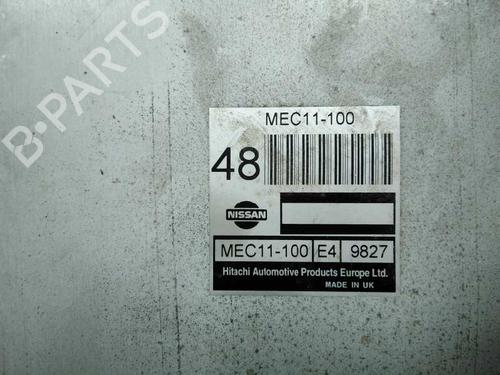 B-PARTS
MEC11-100
48
NISSAN
MEC11-100 E4 9827
Hitachi Automotive Products Europe Ltd.
MADE IN UK